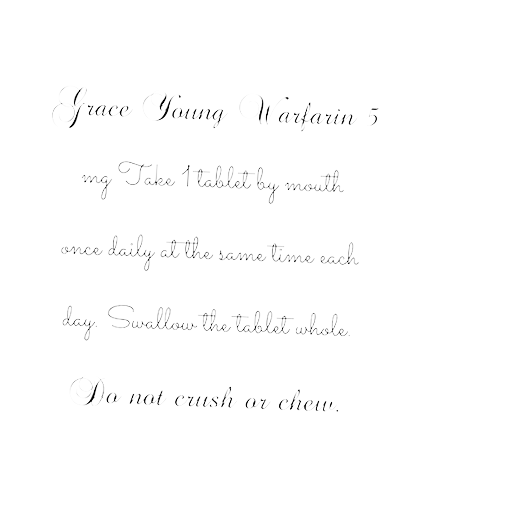 Grace Young Warfarin 5
mg Take 1 tablet by mouth
once daily at the same time each
day. Swallow the tablet whole.
Do not crush or chew.